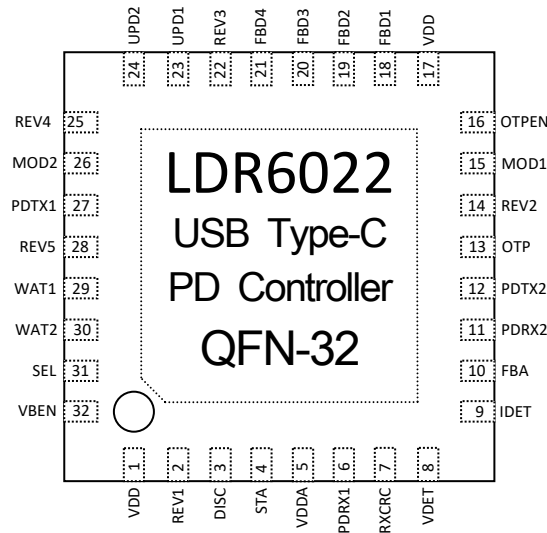 UPD2 UPD1 REV3 FBD4 FBD3 FBD2 FBD1 VDD
24 23 22 21 20 19 18 17
REV4 25
MOD2 26
PDTX1 27
REV5 28
WAT1 29
WAT2 30
SEL 31
VBEN 32
LDR6022
USB Type-C
PD Controller
QFN-32
16 OTPEN
15 MOD1
14 REV2
13 OTP
12 PDTX2
11 PDRX2
10 FBA
9 IDET
1 2 3 4 5 6 7 8
VDD REV1 DISC STA VDDA PDRX1 RXCRC VDET